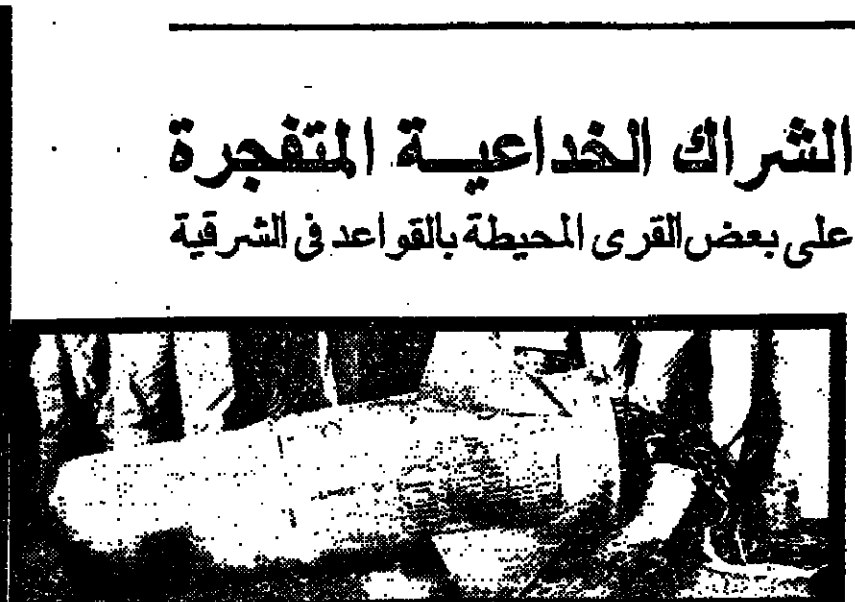 الشراك الخداعية المتفجرة
على بعض القرى المحيطة بالقواعد فى الشرقية